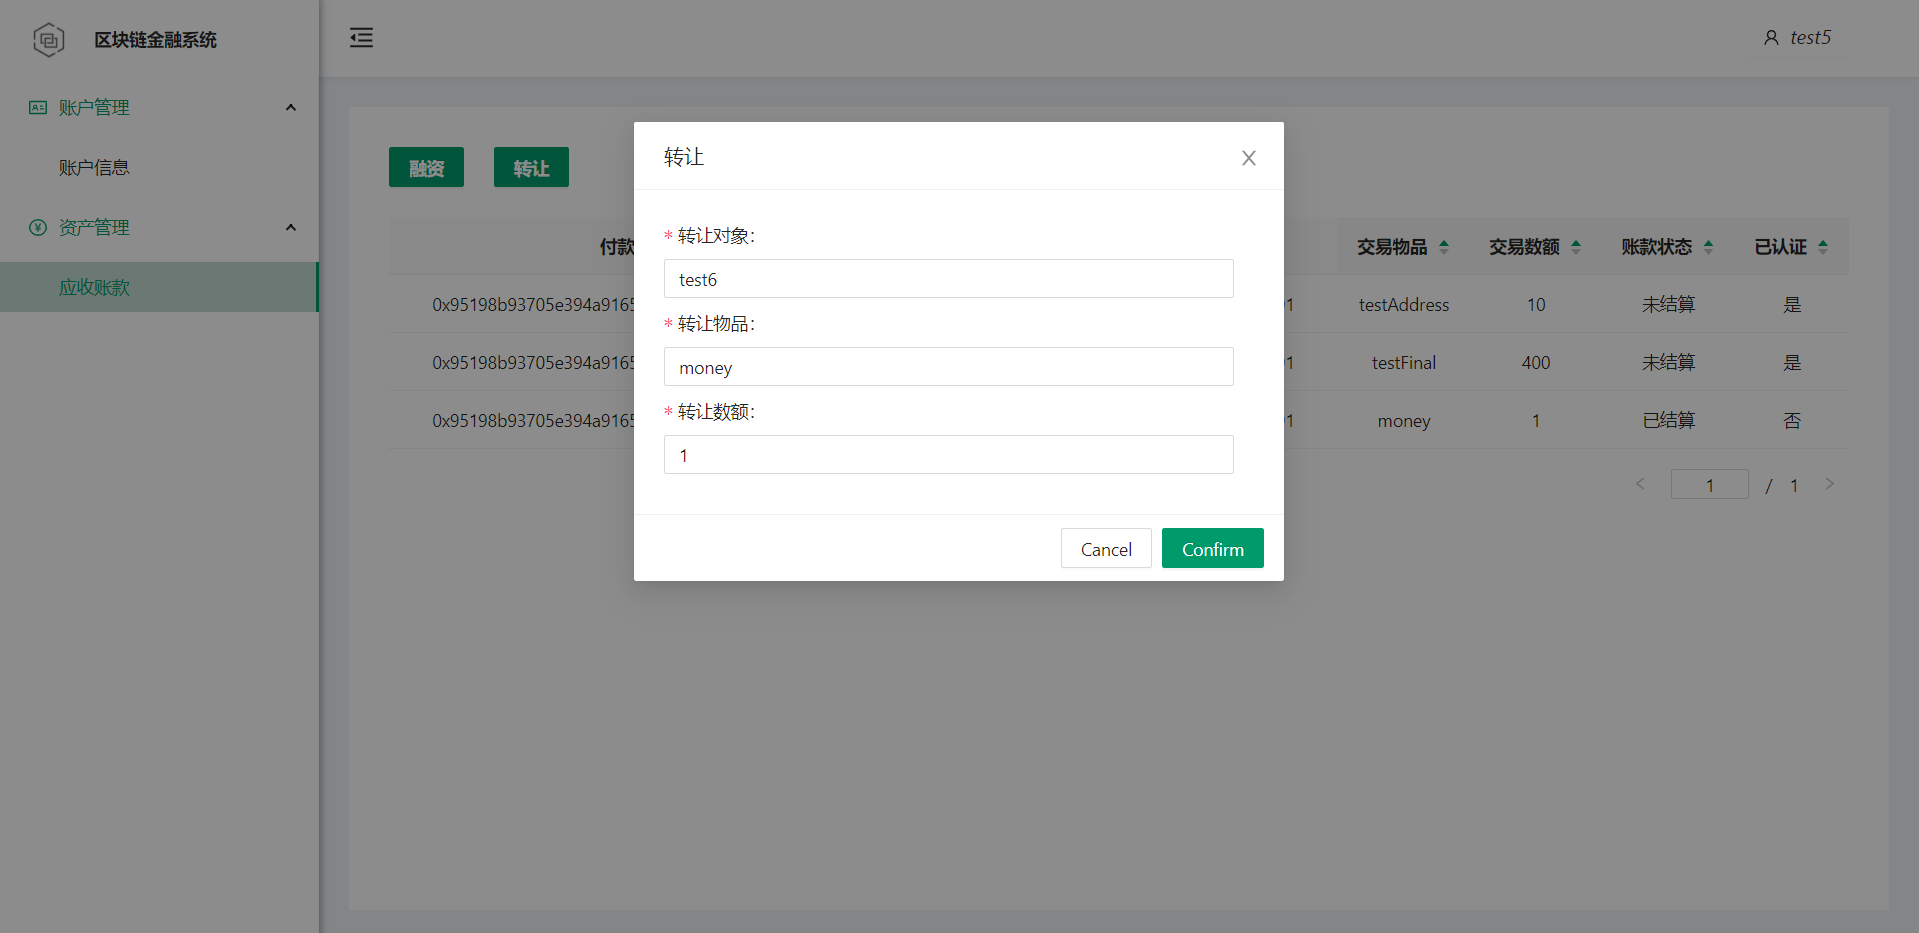 区块链金融系统
test5
账户管理
账户信息
资产管理
应收账款
融资 转让
付款
交易物品 交易数额 账款状态 已认证
0x95198b93705e394a9165 testAddress 10 未结算 是
0x95198b93705e394a9165 testFinal 400 未结算 是
0x95198b93705e394a9165 money 1 已结算 否
1 / 1
转让
* 转让对象:
test6
* 转让物品:
money
* 转让数额:
1
Cancel Confirm